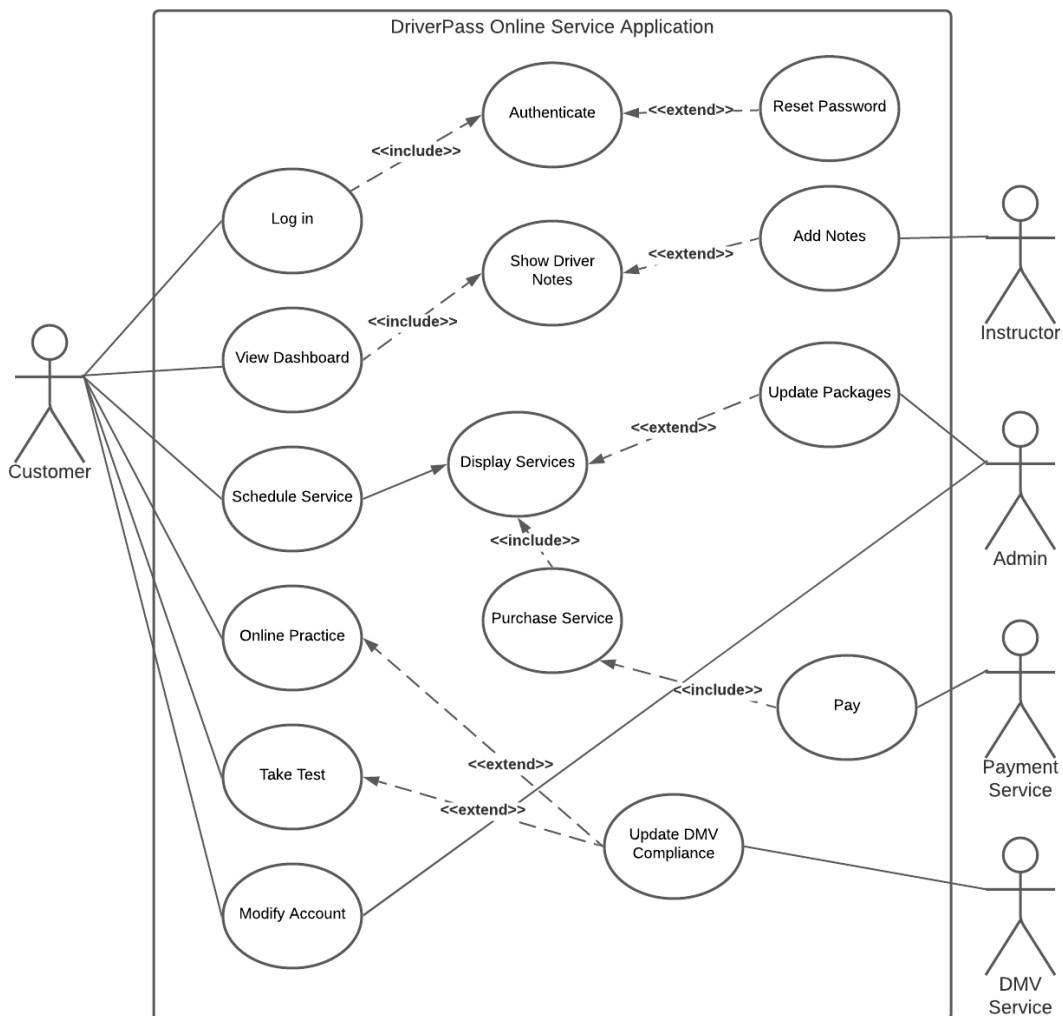 DriverPass Online Service Application
Authenticate
<<extend>>
Reset Password
<<include>>
Log in
Show Driver
Notes
<<extend>>
Add Notes
Instructor
<<include>>
View Dashboard
Customer
Update Packages
<<extend>>
Display Services
Schedule Service
Admin
<<include>>
Purchase Service
Online Practice
<<include>>
Pay
Payment
Service
<<extend>>
Take Test
<<extend>>
Update DMV
Compliance
Modify Account
DMV
Service